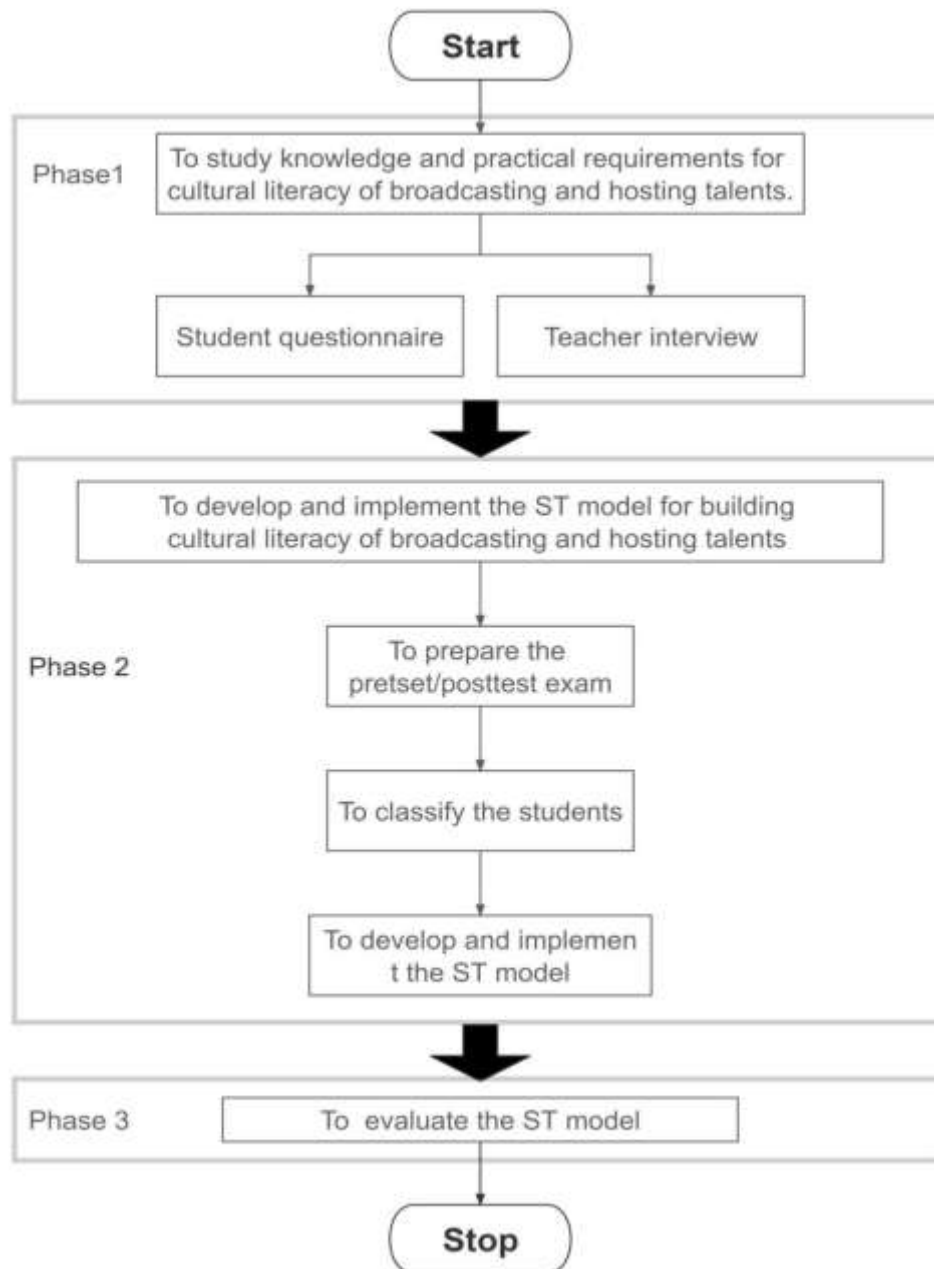 Start
Phase1
To study knowledge and practical requirements for
cultural literacy of broadcasting and hosting talents.
Student questionnaire
Teacher interview
To develop and implement the ST model for building
cultural literacy of broadcasting and hosting talents
Phase 2
To prepare the
pretset/posttest exam
To classify the students
To develop and implemen
t the ST model
Phase 3
To evaluate the ST model
Stop